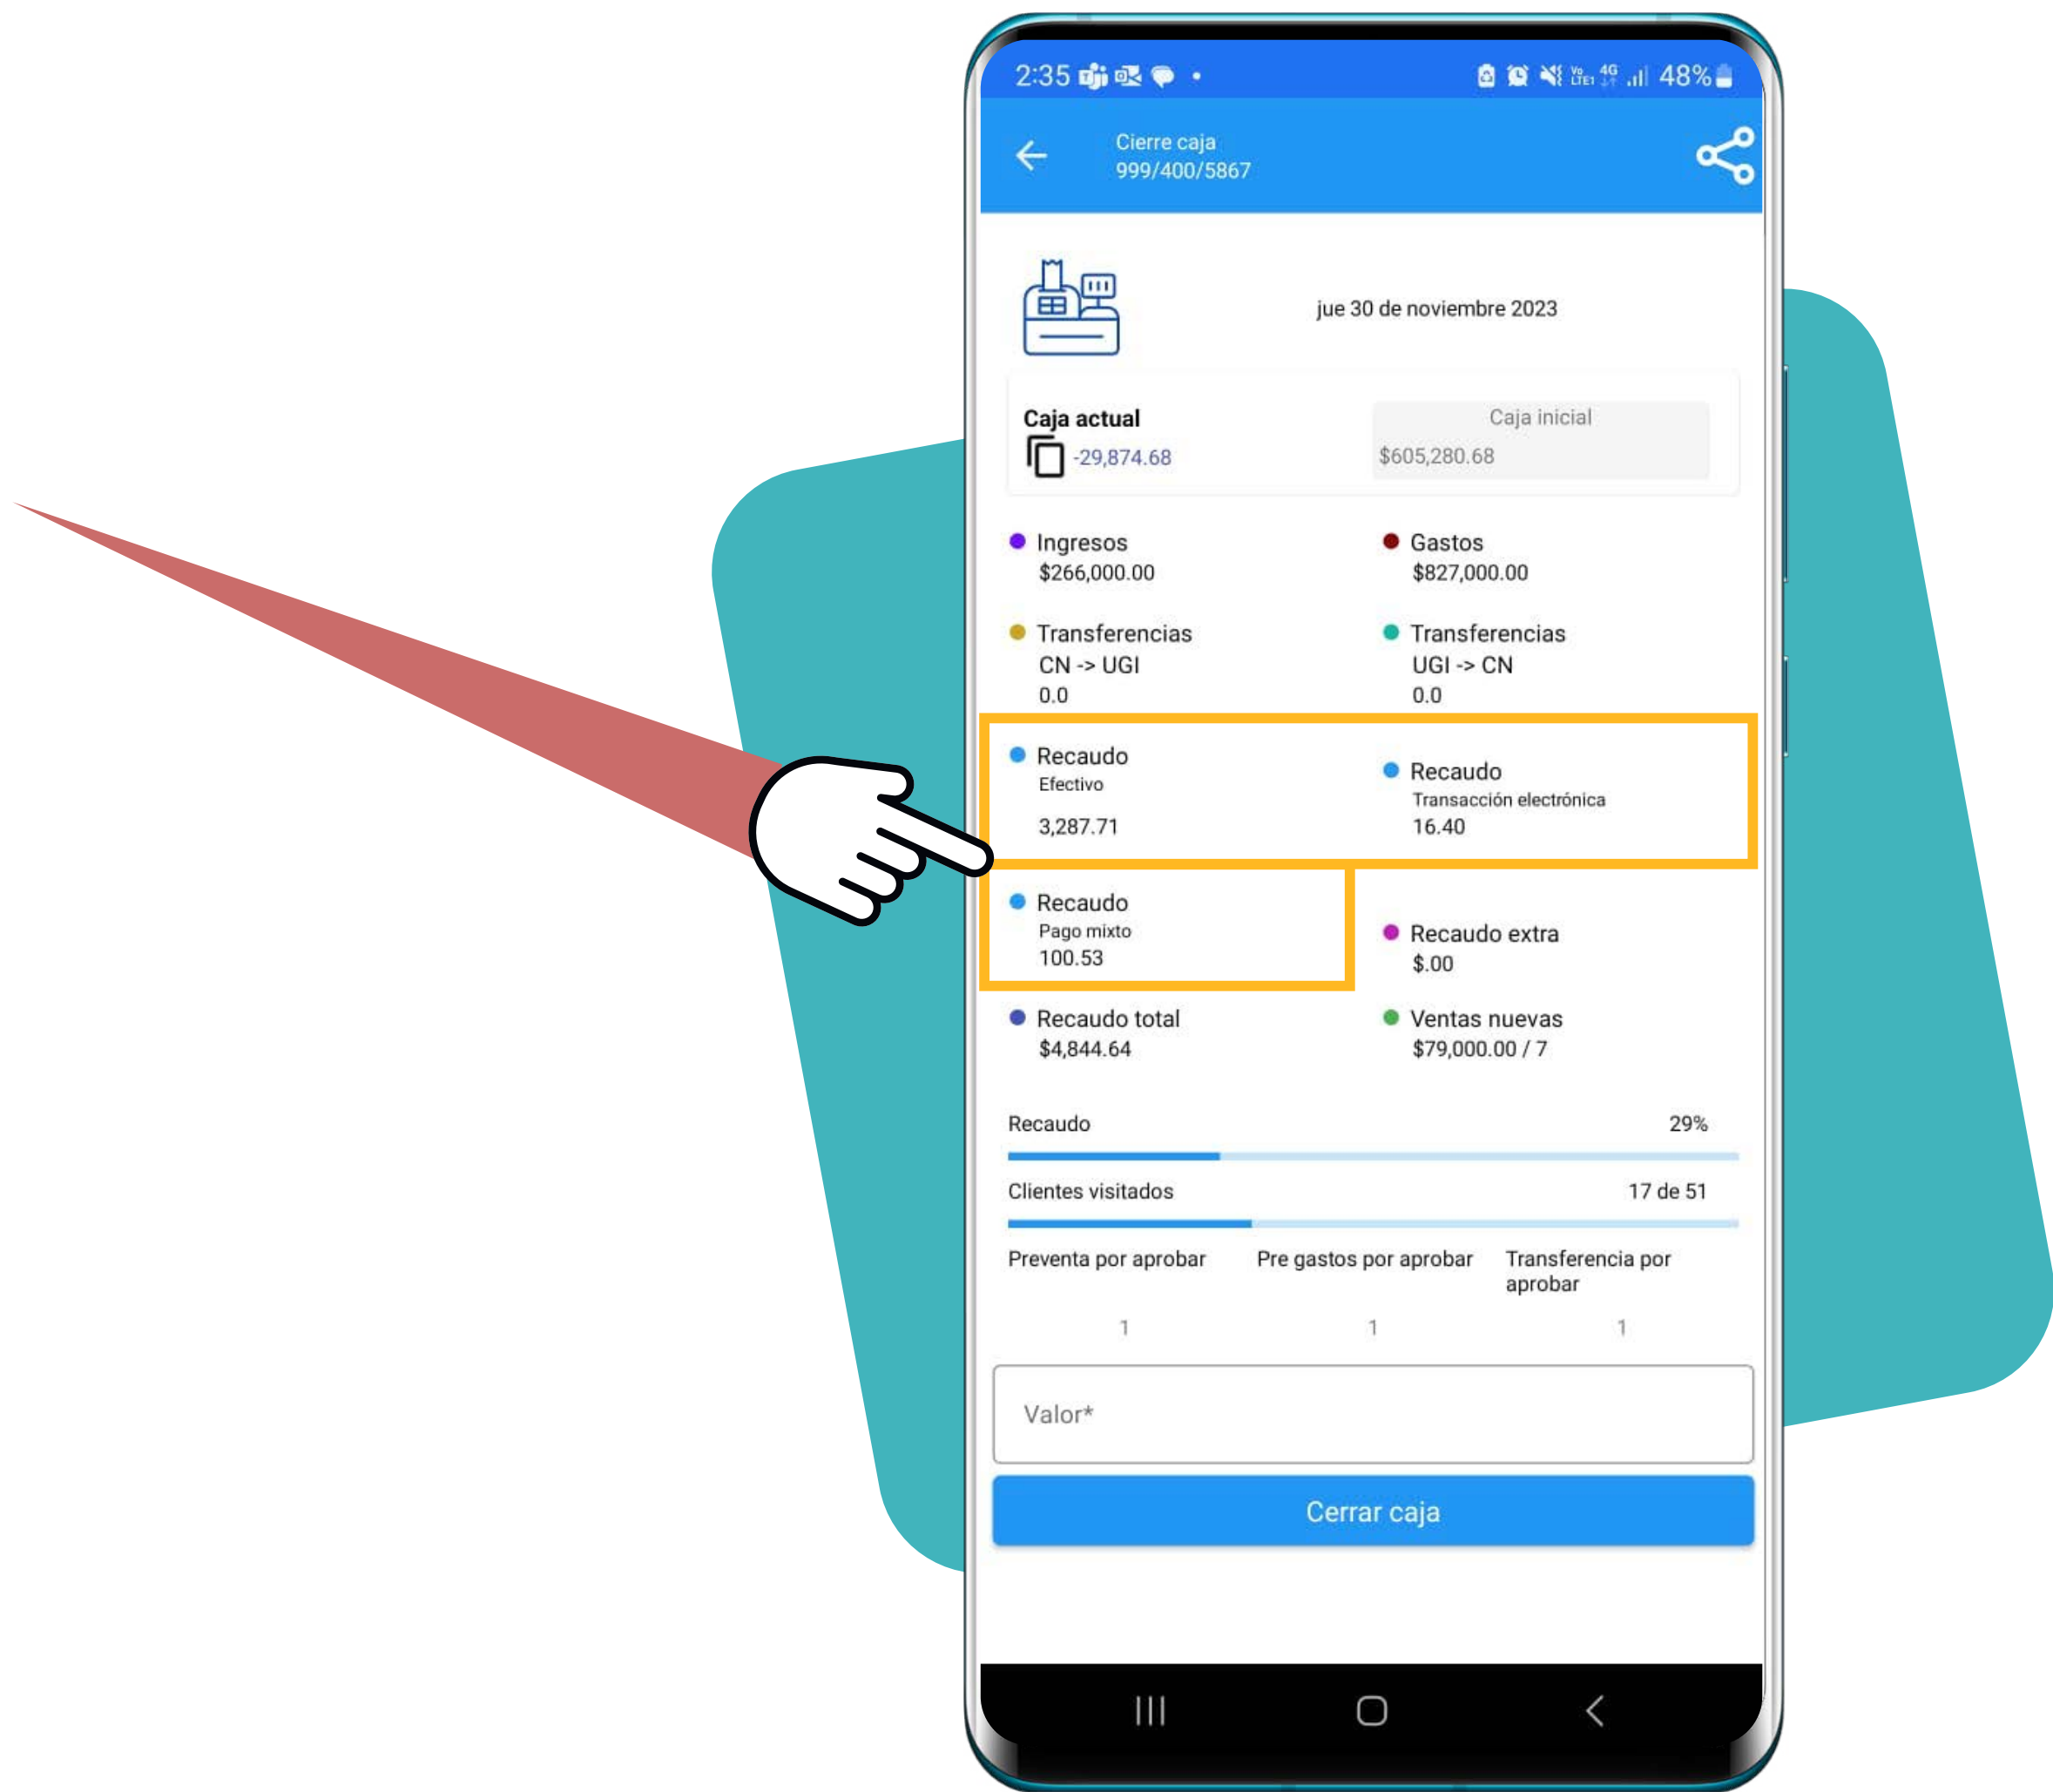 2:35
48%
Cierre caja
999/400/5867
jue 30 de noviembre 2023
Caja actual
-29,874.68
Caja inicial
$605,280.68
Ingresos
$266,000.00
Gastos
$827,000.00
Transferencias
CN -> UGI
0.0
Transferencias
UGI -> CN
0.0
Recaudo
Efectivo
3,287.71
Recaudo
Transacción electrónica
16.40
Recaudo
Pago mixto
100.53
Recaudo extra
$.00
Recaudo total
$4,844.64
Ventas nuevas
$79,000.00 / 7
Recaudo
29%
Clientes visitados
17 de 51
Preventa por aprobar
Pre gastos por aprobar
Transferencia por
aprobar
1
1
1
Valor*
Cerrar caja